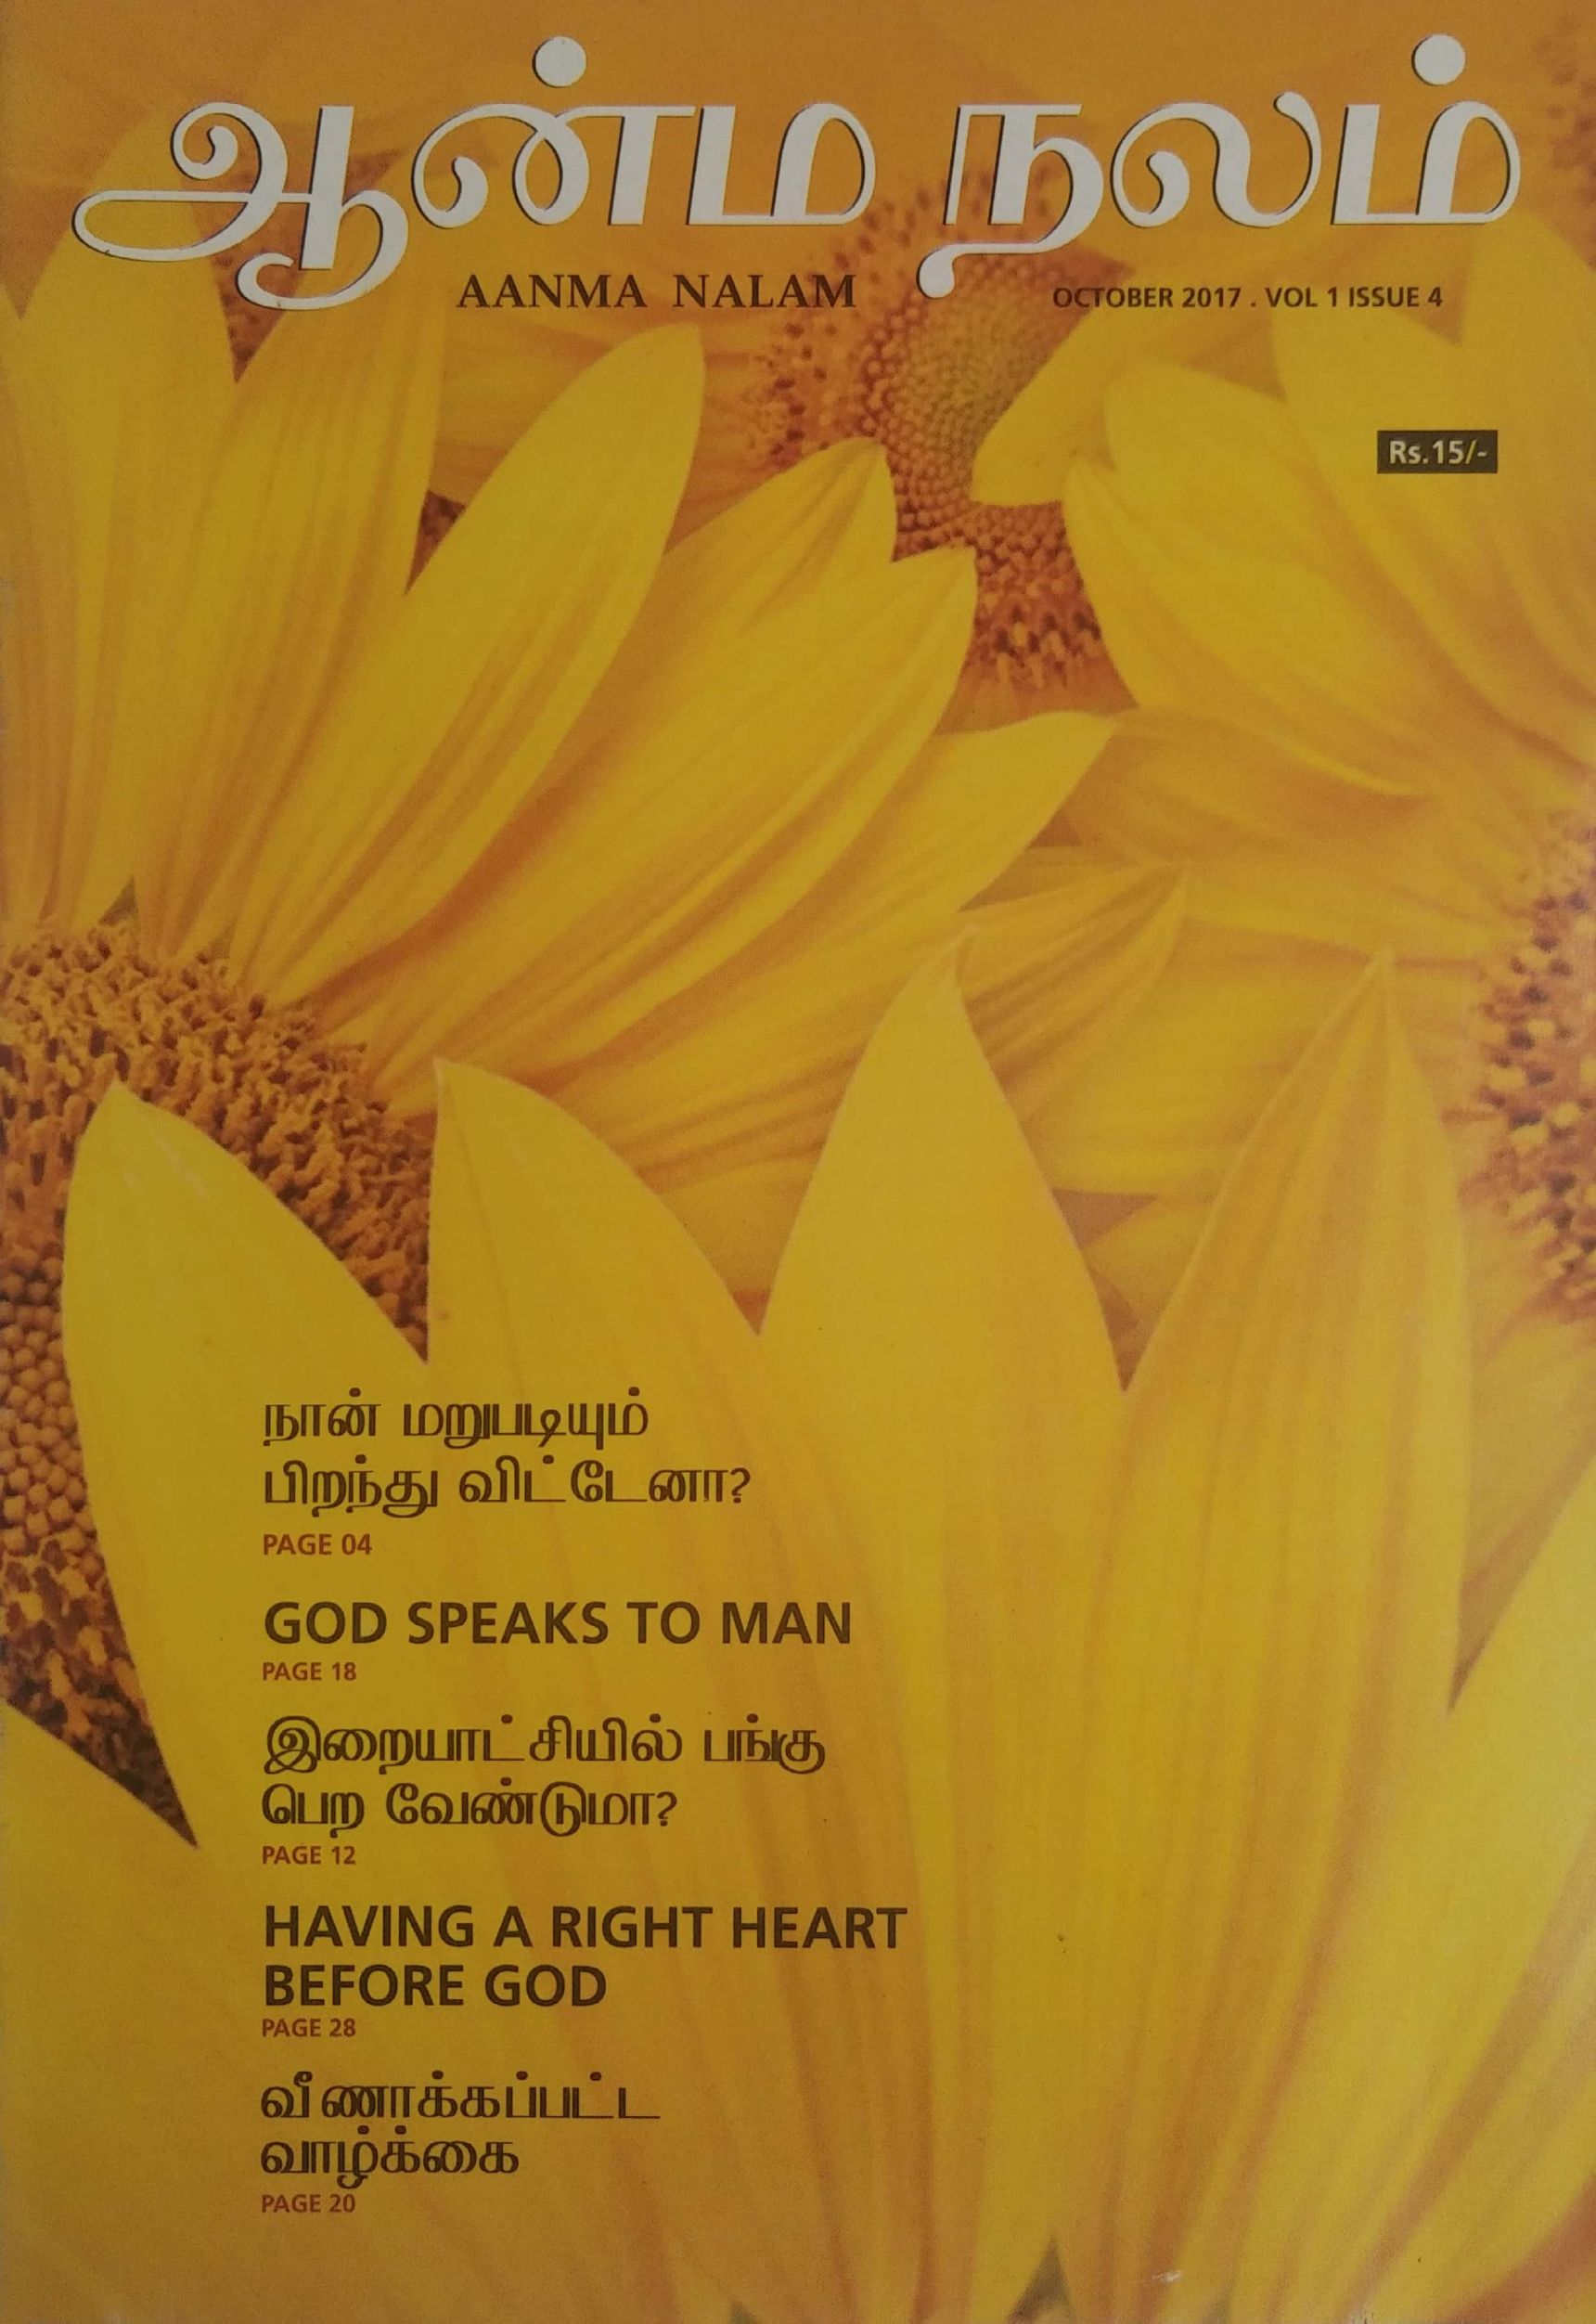 ஆன்ம நலம்
AANMA NALAM
OCTOBER 2017 . VOL 1 ISSUE 4
Rs.15/-
நான் மறுபடியும்
பிறந்து விட்டேனா?
PAGE 04
GOD SPEAKS TO MAN
PAGE 18
இறையாட்சியில் பங்கு
பெற வேண்டுமா?
PAGE 12
HAVING A RIGHT HEART
BEFORE GOD
PAGE 28
வீணாக்கப்பட்ட
வாழ்க்கை
PAGE 20